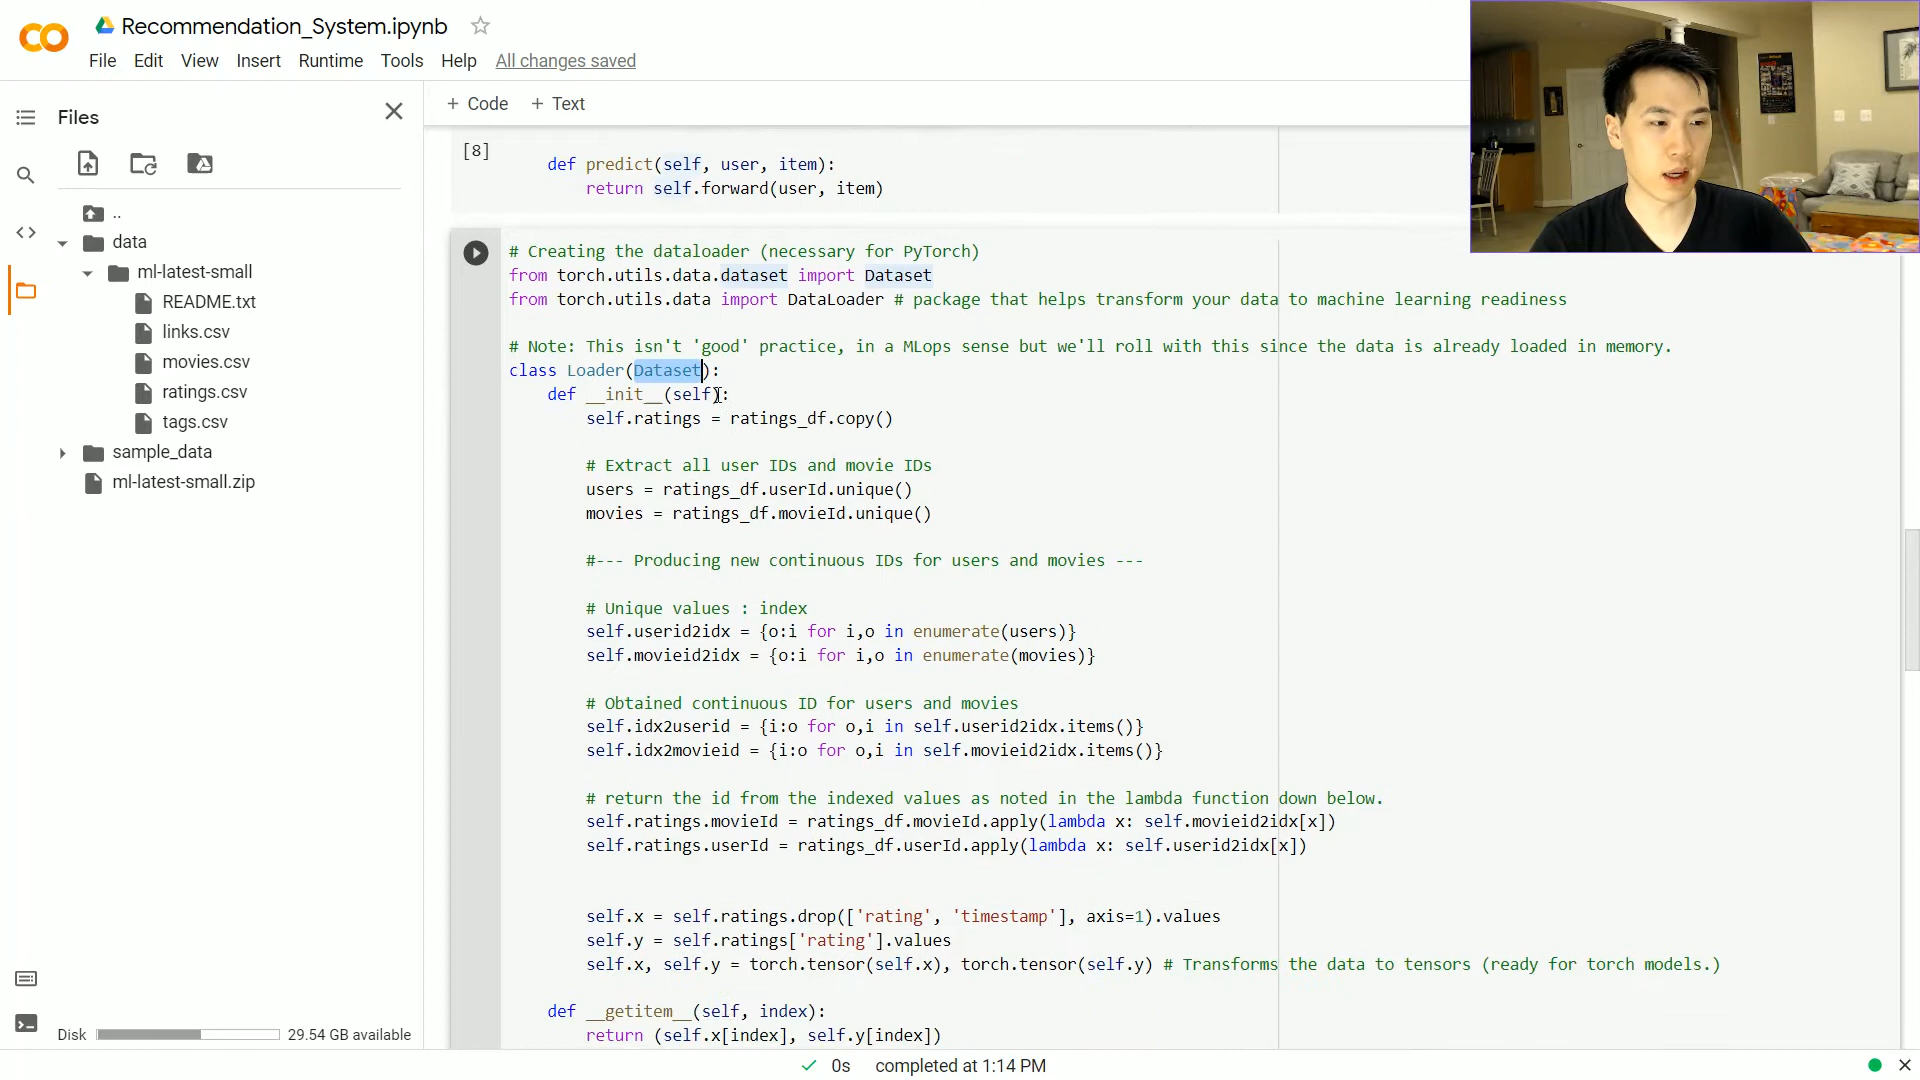 Recommendation_System.ipynb
File Edit View Insert Runtime Tools Help All changes saved
Files
+ Code + Text
..
data
ml-latest-small
README.txt
links.csv
movies.csv
ratings.csv
tags.csv
sample_data
ml-latest-small.zip
Disk 29.54 GB available
[8]
def predict(self, user, item):
return self.forward(user, item)
# Creating the dataloader (necessary for PyTorch)
from torch.utils.data.dataset import Dataset
from torch.utils.data import DataLoader # package that helps transform your data to machine learning readiness
# Note: This isn't 'good' practice, in a MLops sense but we'll roll with this since the data is already loaded in memory.
class Loader(Dataset):
def __init__(self):
self.ratings = ratings_df.copy()
# Extract all user IDs and movie IDs
users = ratings_df.userId.unique()
movies = ratings_df.movieId.unique()
#--- Producing new continuous IDs for users and movies ---
# Unique values : index
self.userid2idx = {o:i for i,o in enumerate(users)}
self.movieid2idx = {o:i for i,o in enumerate(movies)}
# Obtained continuous ID for users and movies
self.idx2userid = {i:o for o,i in self.userid2idx.items()}
self.idx2movieid = {i:o for o,i in self.movieid2idx.items()}
# return the id from the indexed values as noted in the lambda function down below.
self.ratings.movieId = ratings_df.movieId.apply(lambda x: self.movieid2idx[x])
self.ratings.userId = ratings_df.userId.apply(lambda x: self.userid2idx[x])
self.x = self.ratings.drop(['rating', 'timestamp'], axis=1).values
self.y = self.ratings['rating'].values
self.x, self.y = torch.tensor(self.x), torch.tensor(self.y) # Transforms the data to tensors (ready for torch models.)
def __getitem__(self, index):
return (self.x[index], self.y[index])
0s completed at 1:14 PM